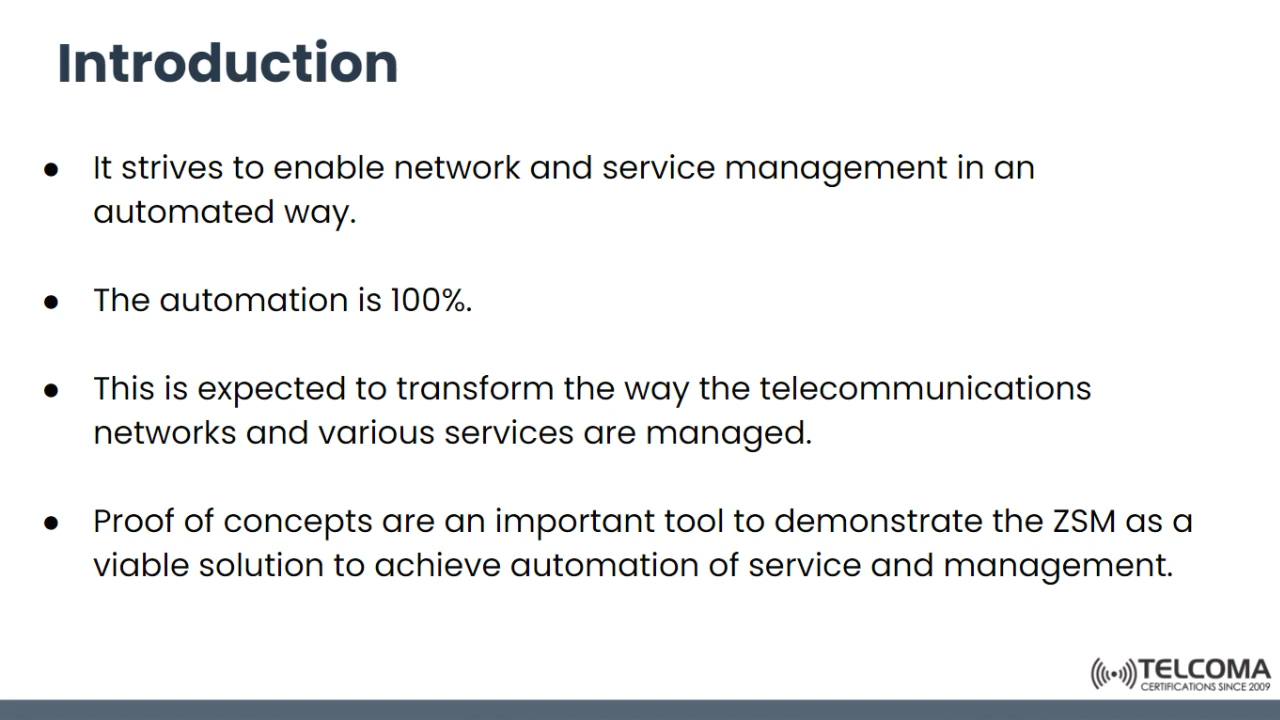 Introduction
● It strives to enable network and service management in an
automated way.
● The automation is 100%.
● This is expected to transform the way the telecommunications
networks and various services are managed.
● Proof of concepts are an important tool to demonstrate the ZSM as a
viable solution to achieve automation of service and management.
TELCOMA
CERTIFICATIONS SINCE 2009